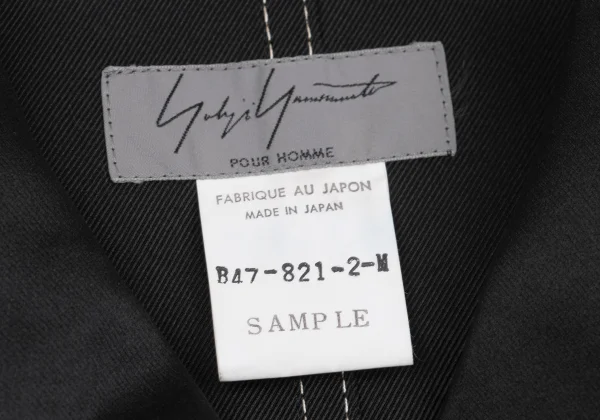 Yohji Yamamoto
POUR HOMME
FABRIQUE AU JAPON
MADE IN JAPAN
B47-821-2-M
SAMPLE